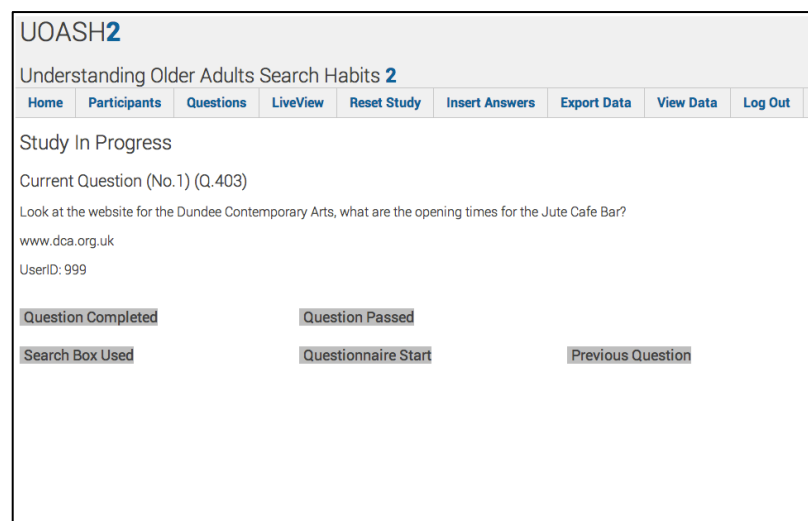 UOASH2
Understanding Older Adults Search Habits 2
Home Participants Questions LiveView Reset Study Insert Answers Export Data View Data Log Out
Study In Progress
Current Question (No.1) (Q.403)
Look at the website for the Dundee Contemporary Arts, what are the opening times for the Jute Cafe Bar?
www.dca.org.uk
UserID: 999
Question Completed Question Passed
Search Box Used Questionnaire Start Previous Question